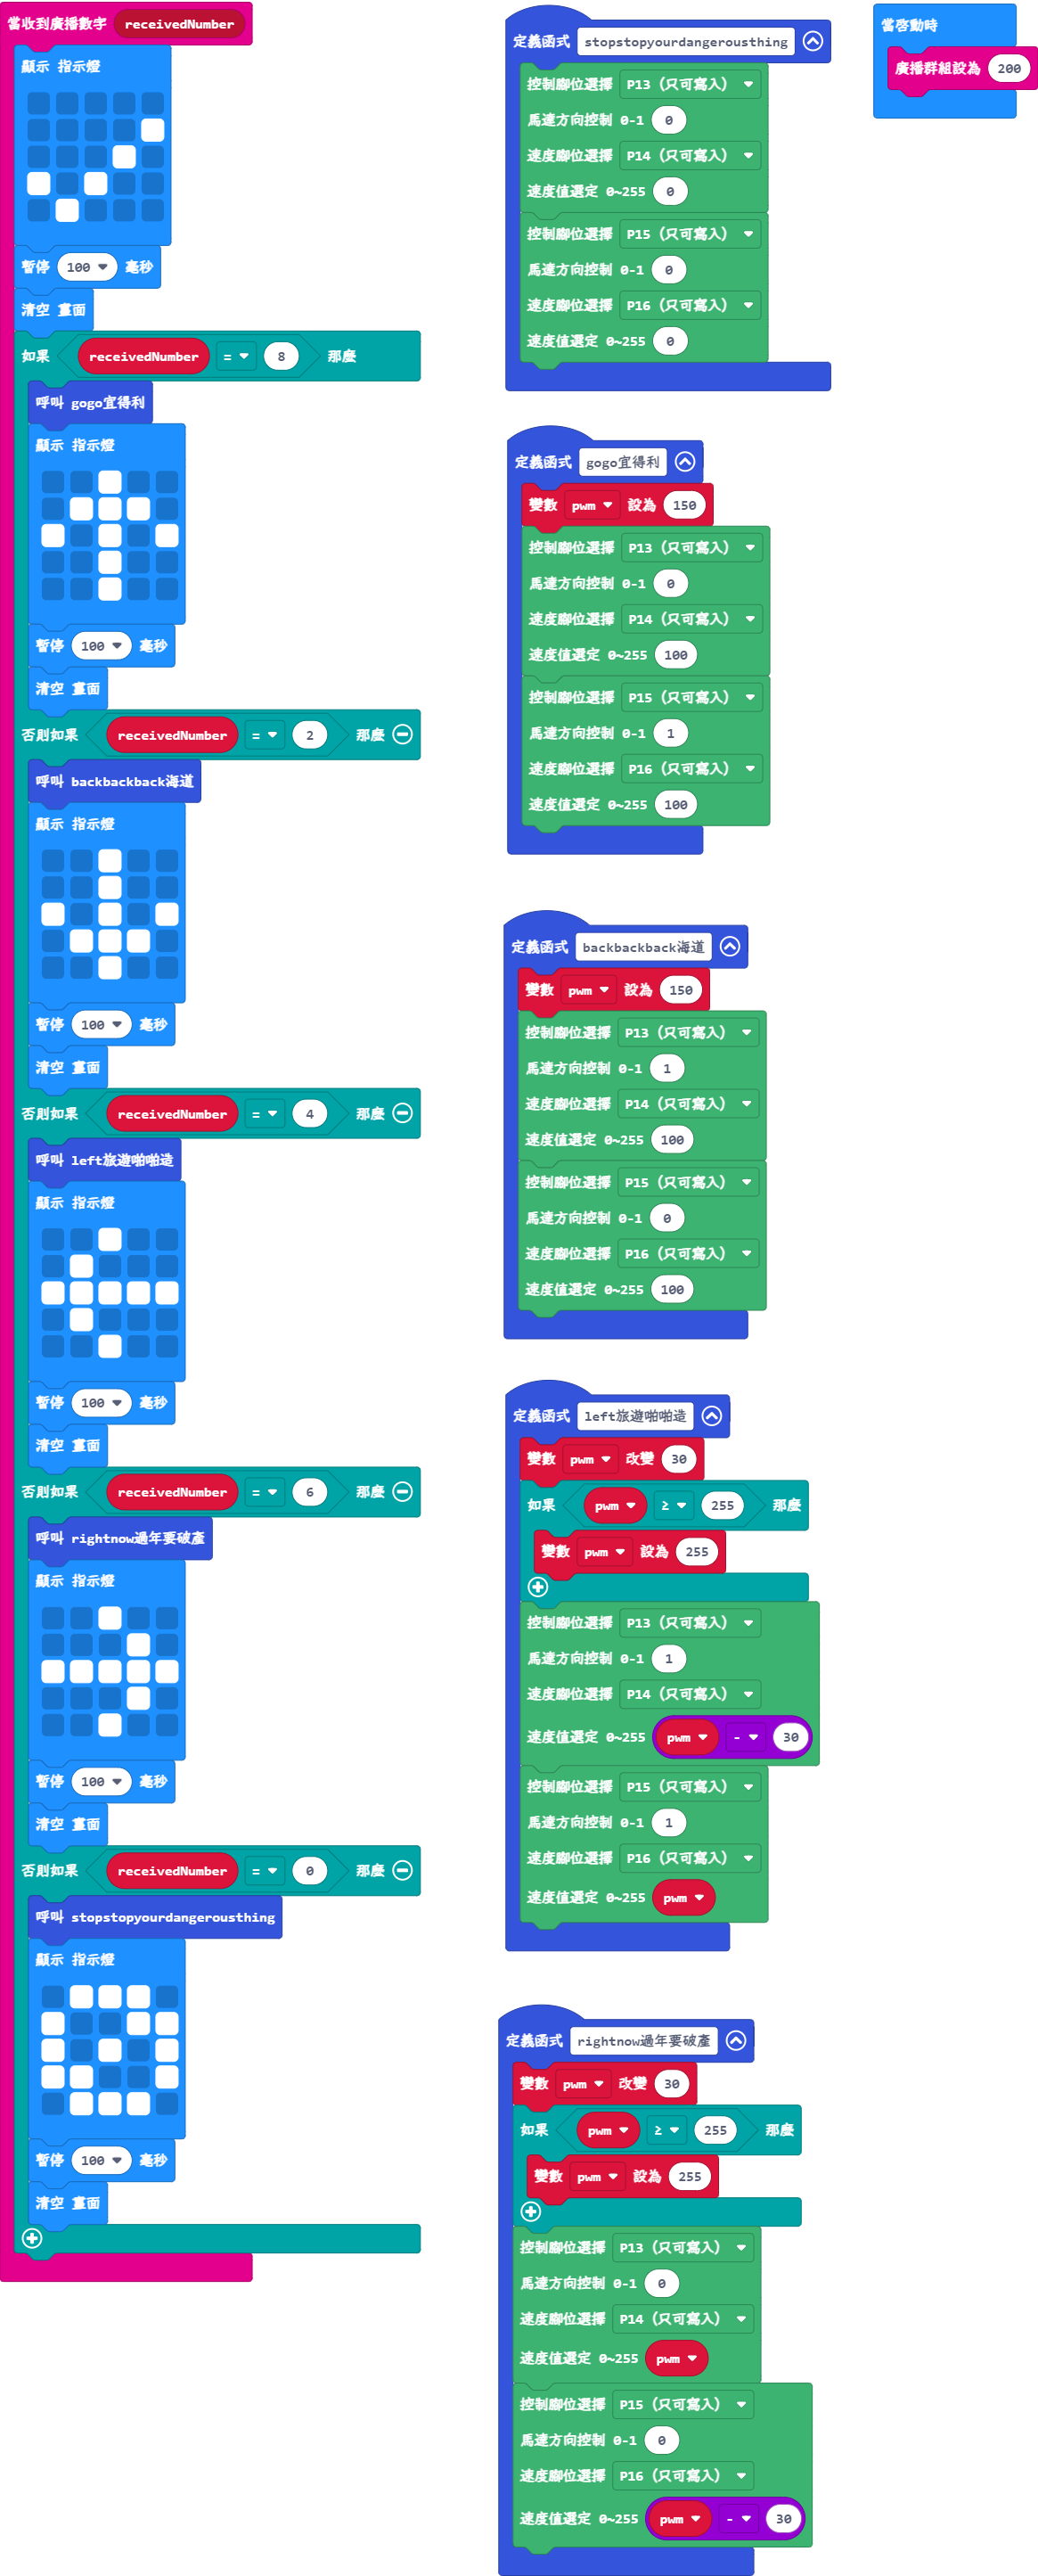 當收到廣播數字 receivedNumber
顯示 指示燈
暫停 100 毫秒
清空 畫面
如果 receivedNumber = 8 那麼
呼叫 gogo宜得利
顯示 指示燈
暫停 100 毫秒
清空 畫面
否則如果 receivedNumber = 2 那麼
呼叫 backbackback海道
顯示 指示燈
暫停 100 毫秒
清空 畫面
否則如果 receivedNumber = 4 那麼
呼叫 left旅遊啪啪造
顯示 指示燈
暫停 100 毫秒
清空 畫面
否則如果 receivedNumber = 6 那麼
呼叫 rightnow過年要破產
顯示 指示燈
暫停 100 毫秒
清空 畫面
否則如果 receivedNumber = 0 那麼
呼叫 stopstopyourdangerousthing
顯示 指示燈
暫停 100 毫秒
清空 畫面
定義函式 stopstopyourdangerousthing
控制腳位選擇 P13 (只可寫入)
馬達方向控制 0-1 0
速度腳位選擇 P14 (只可寫入)
速度值選定 0~255 0
控制腳位選擇 P15 (只可寫入)
馬達方向控制 0-1 0
速度腳位選擇 P16 (只可寫入)
速度值選定 0~255 0
定義函式 gogo宜得利
變數 pwm 設為 150
控制腳位選擇 P13 (只可寫入)
馬達方向控制 0-1 0
速度腳位選擇 P14 (只可寫入)
速度值選定 0~255 100
控制腳位選擇 P15 (只可寫入)
馬達方向控制 0-1 1
速度腳位選擇 P16 (只可寫入)
速度值選定 0~255 100
定義函式 backbackback海道
變數 pwm 設為 150
控制腳位選擇 P13 (只可寫入)
馬達方向控制 0-1 1
速度腳位選擇 P14 (只可寫入)
速度值選定 0~255 100
控制腳位選擇 P15 (只可寫入)
馬達方向控制 0-1 0
速度腳位選擇 P16 (只可寫入)
速度值選定 0~255 100
定義函式 left旅遊啪啪造
變數 pwm 改變 30
如果 pwm ≥ 255 那麼
變數 pwm 設為 255
控制腳位選擇 P13 (只可寫入)
馬達方向控制 0-1 1
速度腳位選擇 P14 (只可寫入)
速度值選定 0~255 pwm - 30
控制腳位選擇 P15 (只可寫入)
馬達方向控制 0-1 1
速度腳位選擇 P16 (只可寫入)
速度值選定 0~255 pwm
定義函式 rightnow過年要破產
變數 pwm 改變 30
如果 pwm ≥ 255 那麼
變數 pwm 設為 255
控制腳位選擇 P13 (只可寫入)
馬達方向控制 0-1 0
速度腳位選擇 P14 (只可寫入)
速度值選定 0~255 pwm
控制腳位選擇 P15 (只可寫入)
馬達方向控制 0-1 0
速度腳位選擇 P16 (只可寫入)
速度值選定 0~255 pwm - 30
當啓動時
廣播群組設為 200